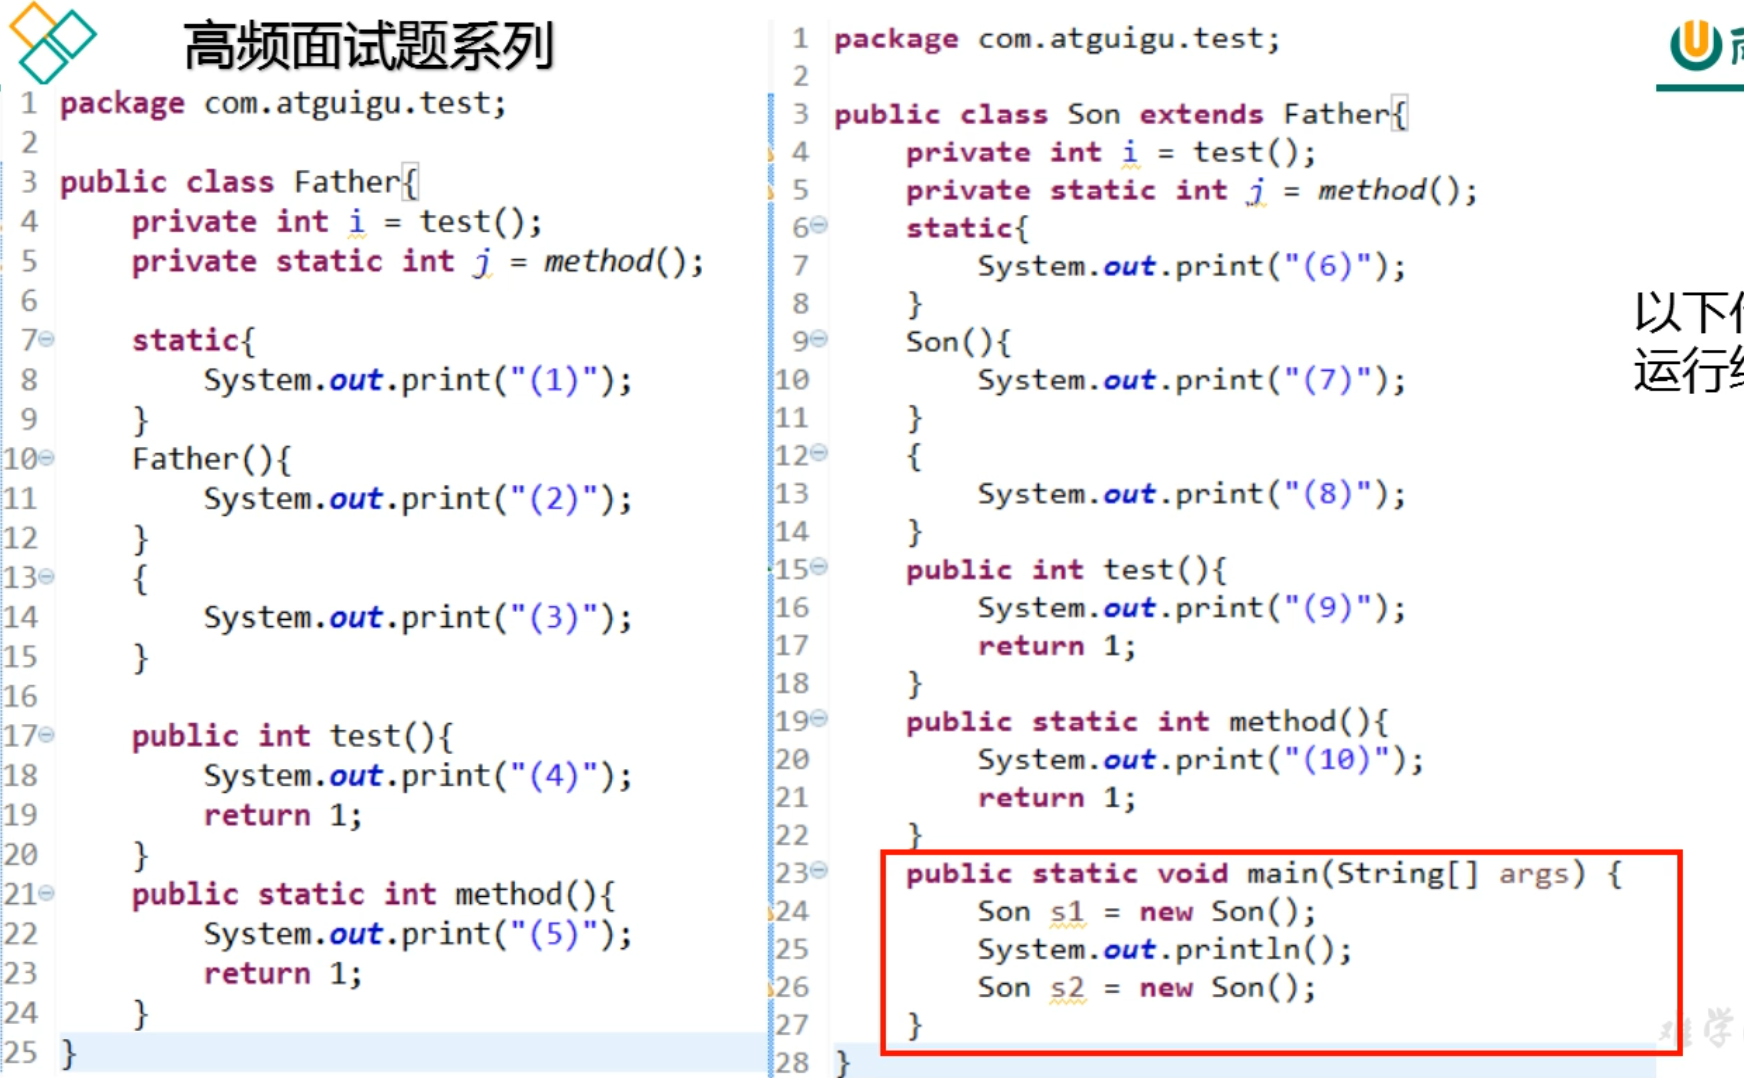 高频面试题系列
1 package com.atguigu.test;
2
3 public class Father{
4 private int i = test();
5 private static int j = method();
6
7 static{
8 System.out.print("(1)");
9 }
10 Father(){
11 System.out.print("(2)");
12 }
13 {
14 System.out.print("(3)");
15 }
16
17 public int test(){
18 System.out.print("(4)");
19 return 1;
20 }
21 public static int method(){
22 System.out.print("(5)");
23 return 1;
24 }
25 }
1 package com.atguigu.test;
2
3 public class Son extends Father{
4 private int i = test();
5 private static int j = method();
6 static{
7 System.out.print("(6)");
8 }
9 Son(){
10 System.out.print("(7)");
11 }
12 {
13 System.out.print("(8)");
14 }
15 public int test(){
16 System.out.print("(9)");
17 return 1;
18 }
19 public static int method(){
20 System.out.print("(10)");
21 return 1;
22 }
23 public static void main(String[] args) {
24 Son s1 = new Son();
25 System.out.println();
26 Son s2 = new Son();
27 }
28 }
以下
运行
学